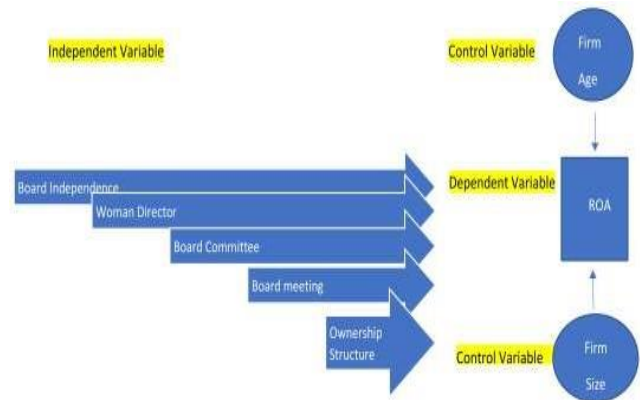 Independent Variable
Control Variable
Firm
Age
Board Independence
Woman Director
Board Committee
Board meeting
Ownership
Structure
Dependent Variable
ROA
Control Variable
Firm
Size